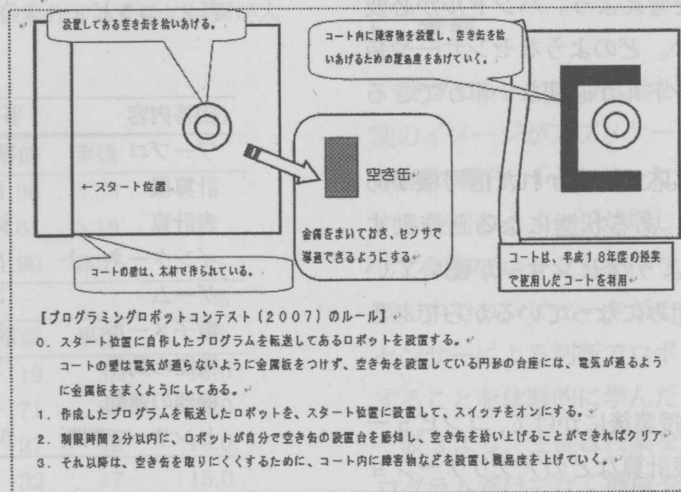 設置してある空き缶を拾いあげる。
コート内に障害物を設置し、空き缶を拾
いあげるための難易度をあげていく。
空き缶
←スタート位置
金属をまいておき、センサで
導通できるようにする
コートの壁は、木材で作られている。
コートは、平成18年度の授業
で使用したコートを利用
【プログラミングロボットコンテスト(2007)のルール】
0.スタート位置に自作したプログラムを転送してあるロボットを設置する。
コートの壁は電気が通らないように金属板をつけず、空き缶を設置している円形の台座には、電気が通るよう
に金属板をまくようにしてある。
1.作成したプログラムを転送したロボットを、スタート位置に設置して、スイッチをオンにする。
2.制限時間2分以内に、ロボットが自分で空き缶の設置台を感知し、空き缶を拾い上げることができればクリア
3.それ以降は、空き缶を取りにくくするために、コート内に障害物などを設置し難易度を上げていく。